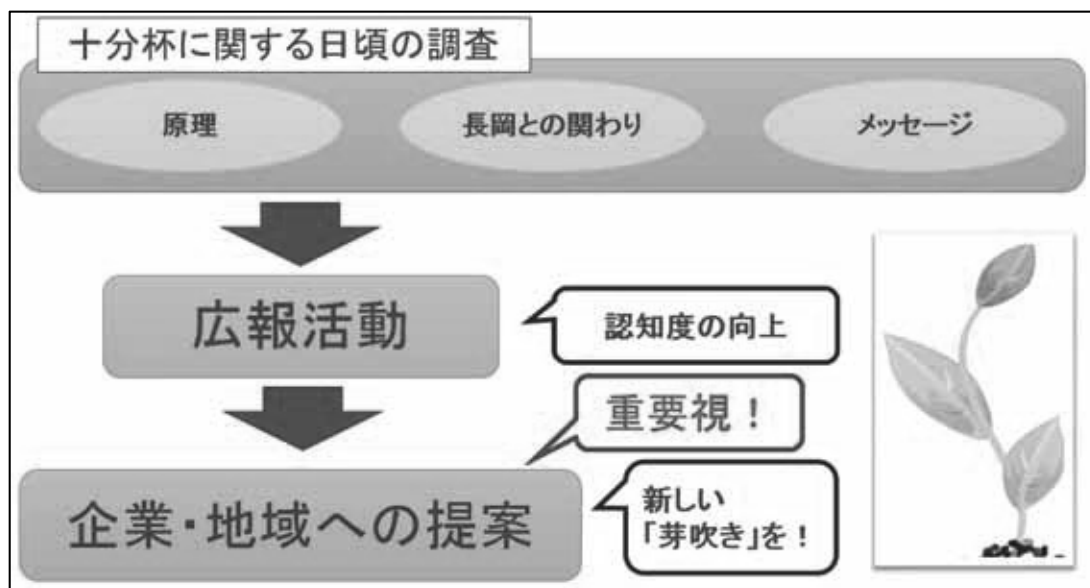 十分杯に関する日頃の調査
原理
長岡との関わり
メッセージ
広報活動
認知度の向上
重要視！
企業・地域への提案
新しい
「芽吹き」を！